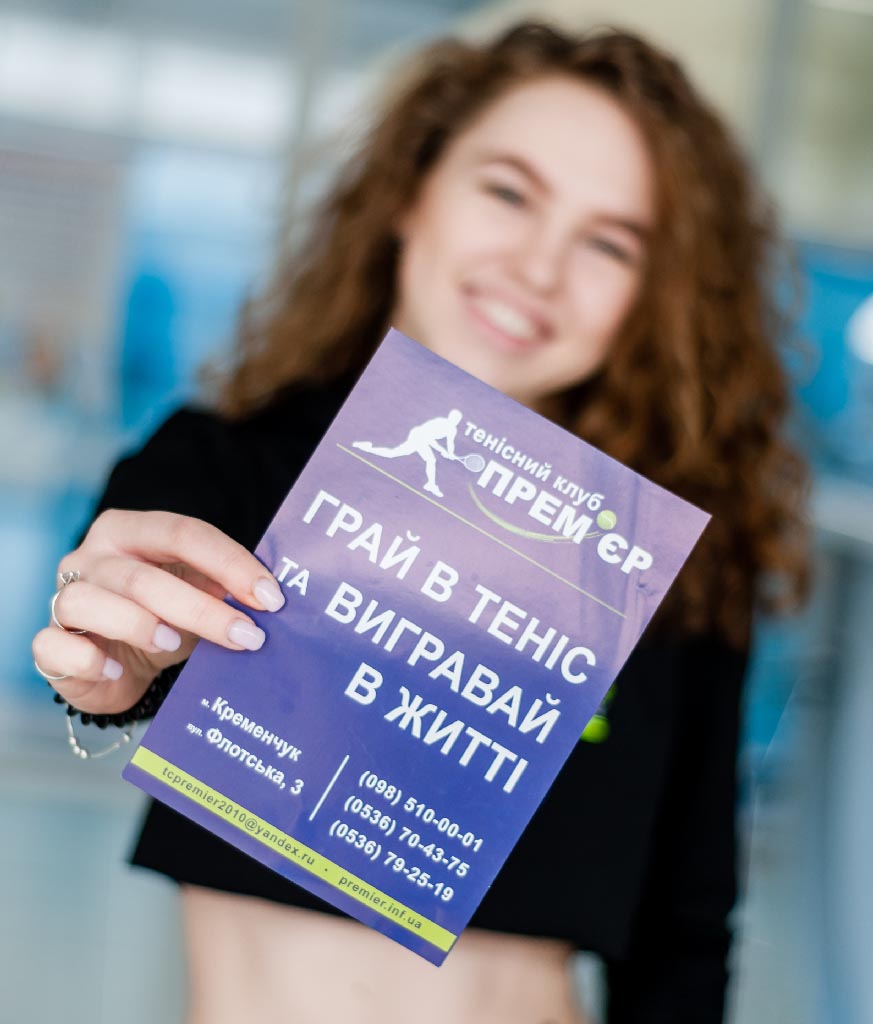 тенісний клуб
ПРЕМ'ЄР
ГРАЙ В ТЕНІС
ТА ВИГРАВАЙ
В ЖИТТІ
м. Кременчук
вул. Флотська, 3
(098) 510-00-01
(0536) 70-43-75
(0536) 79-25-19
tcpremier2010@yandex.ru · premier.inf.ua